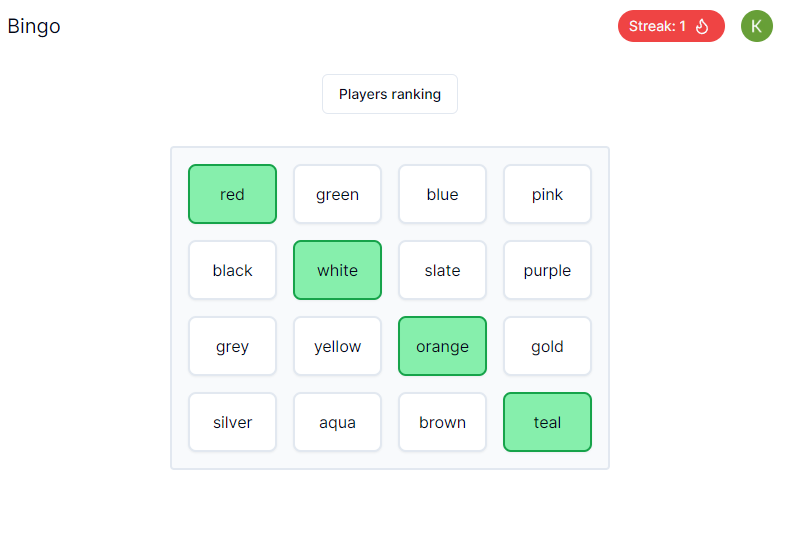 Bingo
Streak: 1
K
Players ranking
red green blue pink
black white slate purple
grey yellow orange gold
silver aqua brown teal